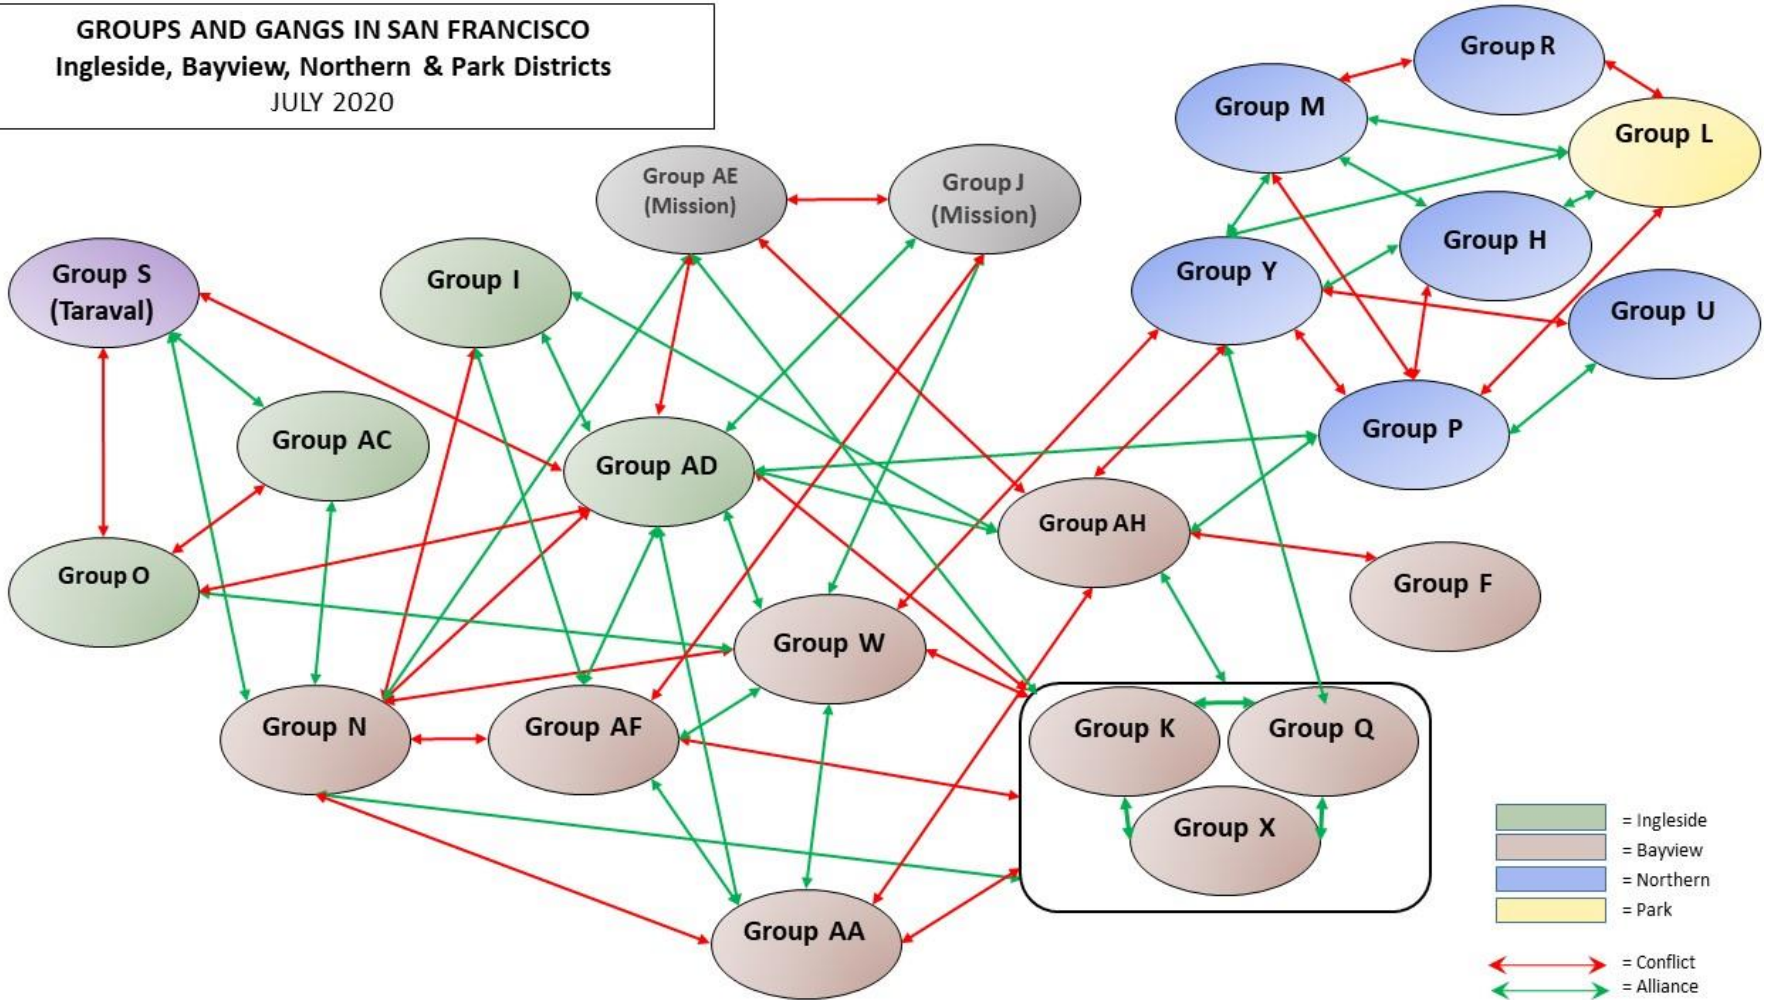 GROUPS AND GANGS IN SAN FRANCISCO
Ingleside, Bayview, Northern & Park Districts
JULY 2020
Group R
Group M
Group L
Group AE
(Mission)
Group J
(Mission)
Group H
Group S
(Taraval)
Group I
Group Y
Group U
Group AC
Group AD
Group P
Group AH
Group O
Group F
Group W
Group N
Group AF
Group K
Group Q
Group X
Group AA
= Ingleside
= Bayview
= Northern
= Park
= Conflict
= Alliance